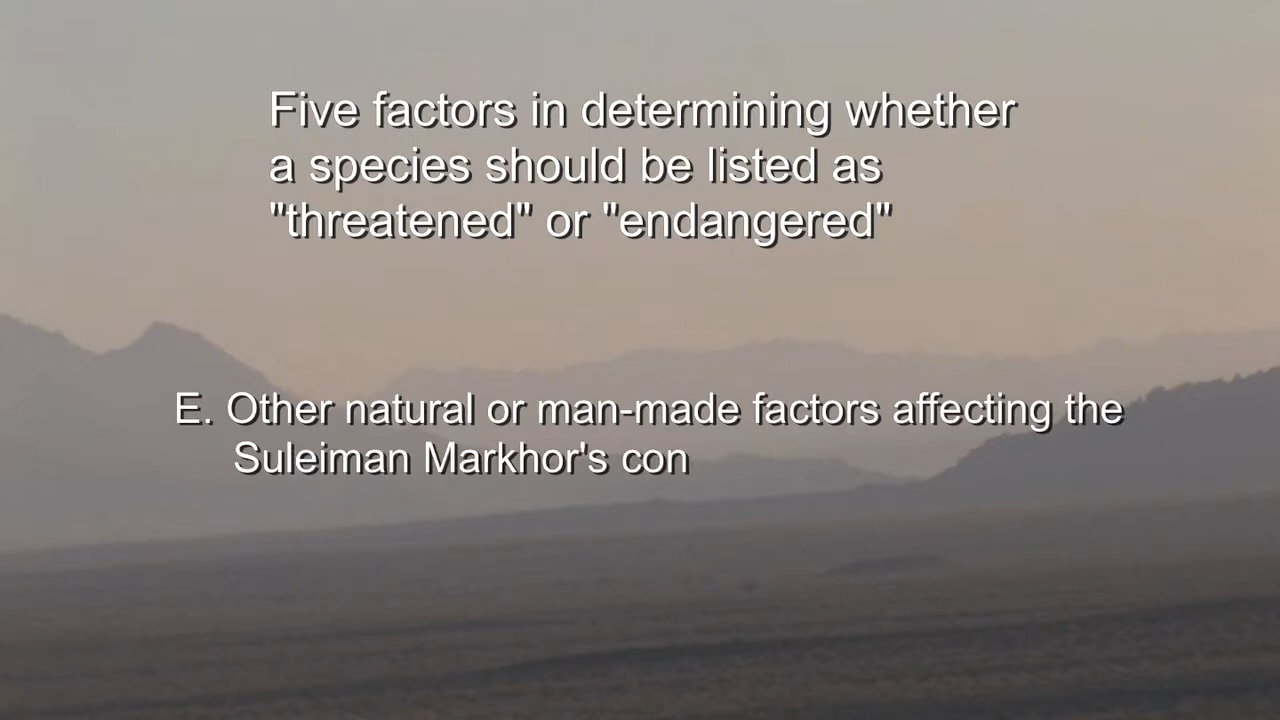 Five factors in determining whether
a species should be listed as
"threatened" or "endangered"
E. Other natural or man-made factors affecting the
Suleiman Markhor's con